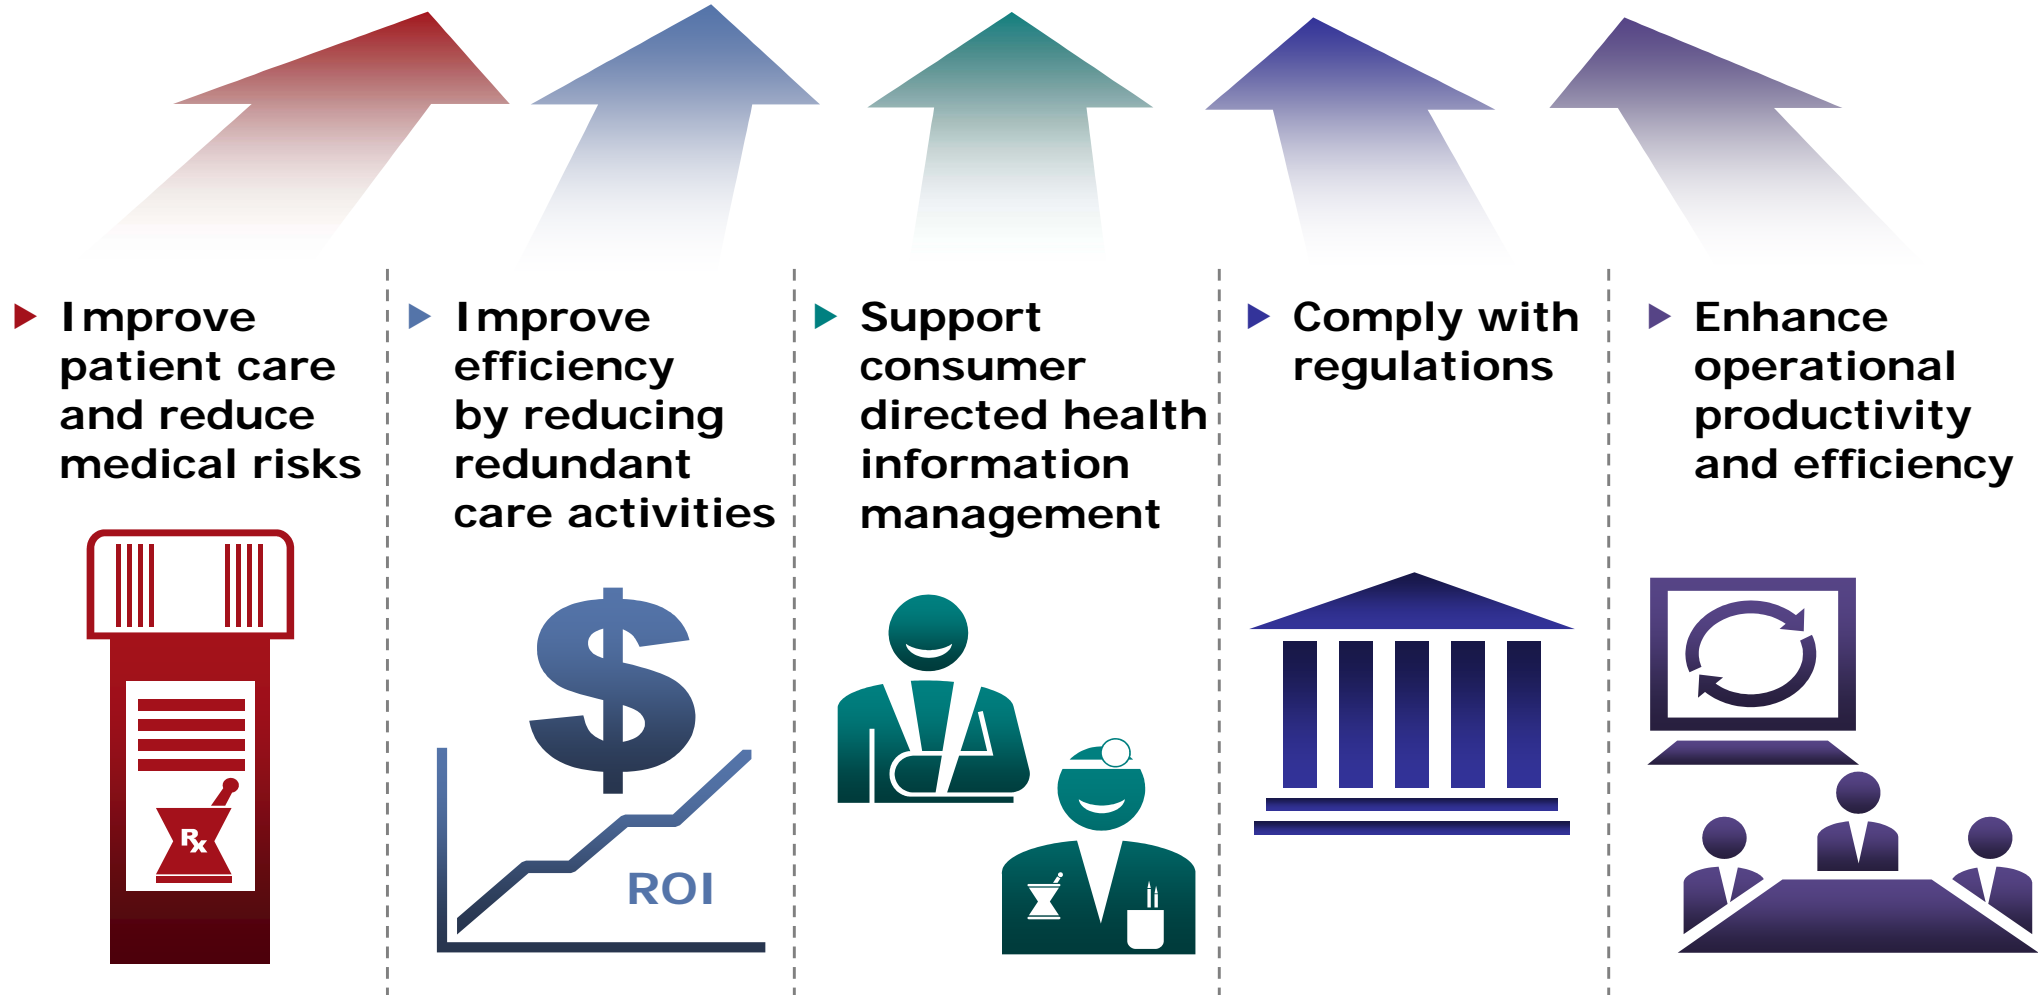 Improve
patient care
and reduce
medical risks
Improve
efficiency
by reducing
redundant
care activities
Support
consumer
directed health
information
management
Comply with
regulations
Enhance
operational
productivity
and efficiency
Rx
$
ROI